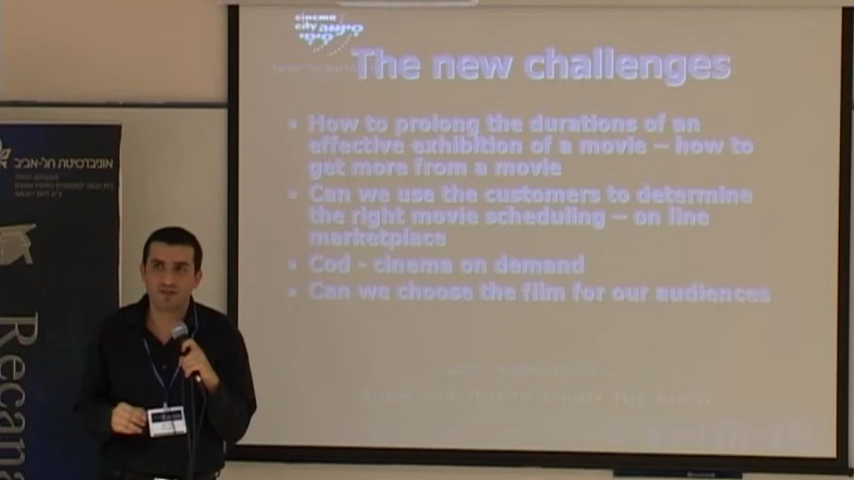 cinema
city סינמה
סיטי
The new challenges
• How to prolong the durations of an
effective exhibition of a movie – how to
get more from a movie
• Can we use the customers to determine
the right movie scheduling – on line
marketplace
• Cod - cinema on demand
• Can we choose the film for our audiences
אוניברסיטת תל-אביב
Recana